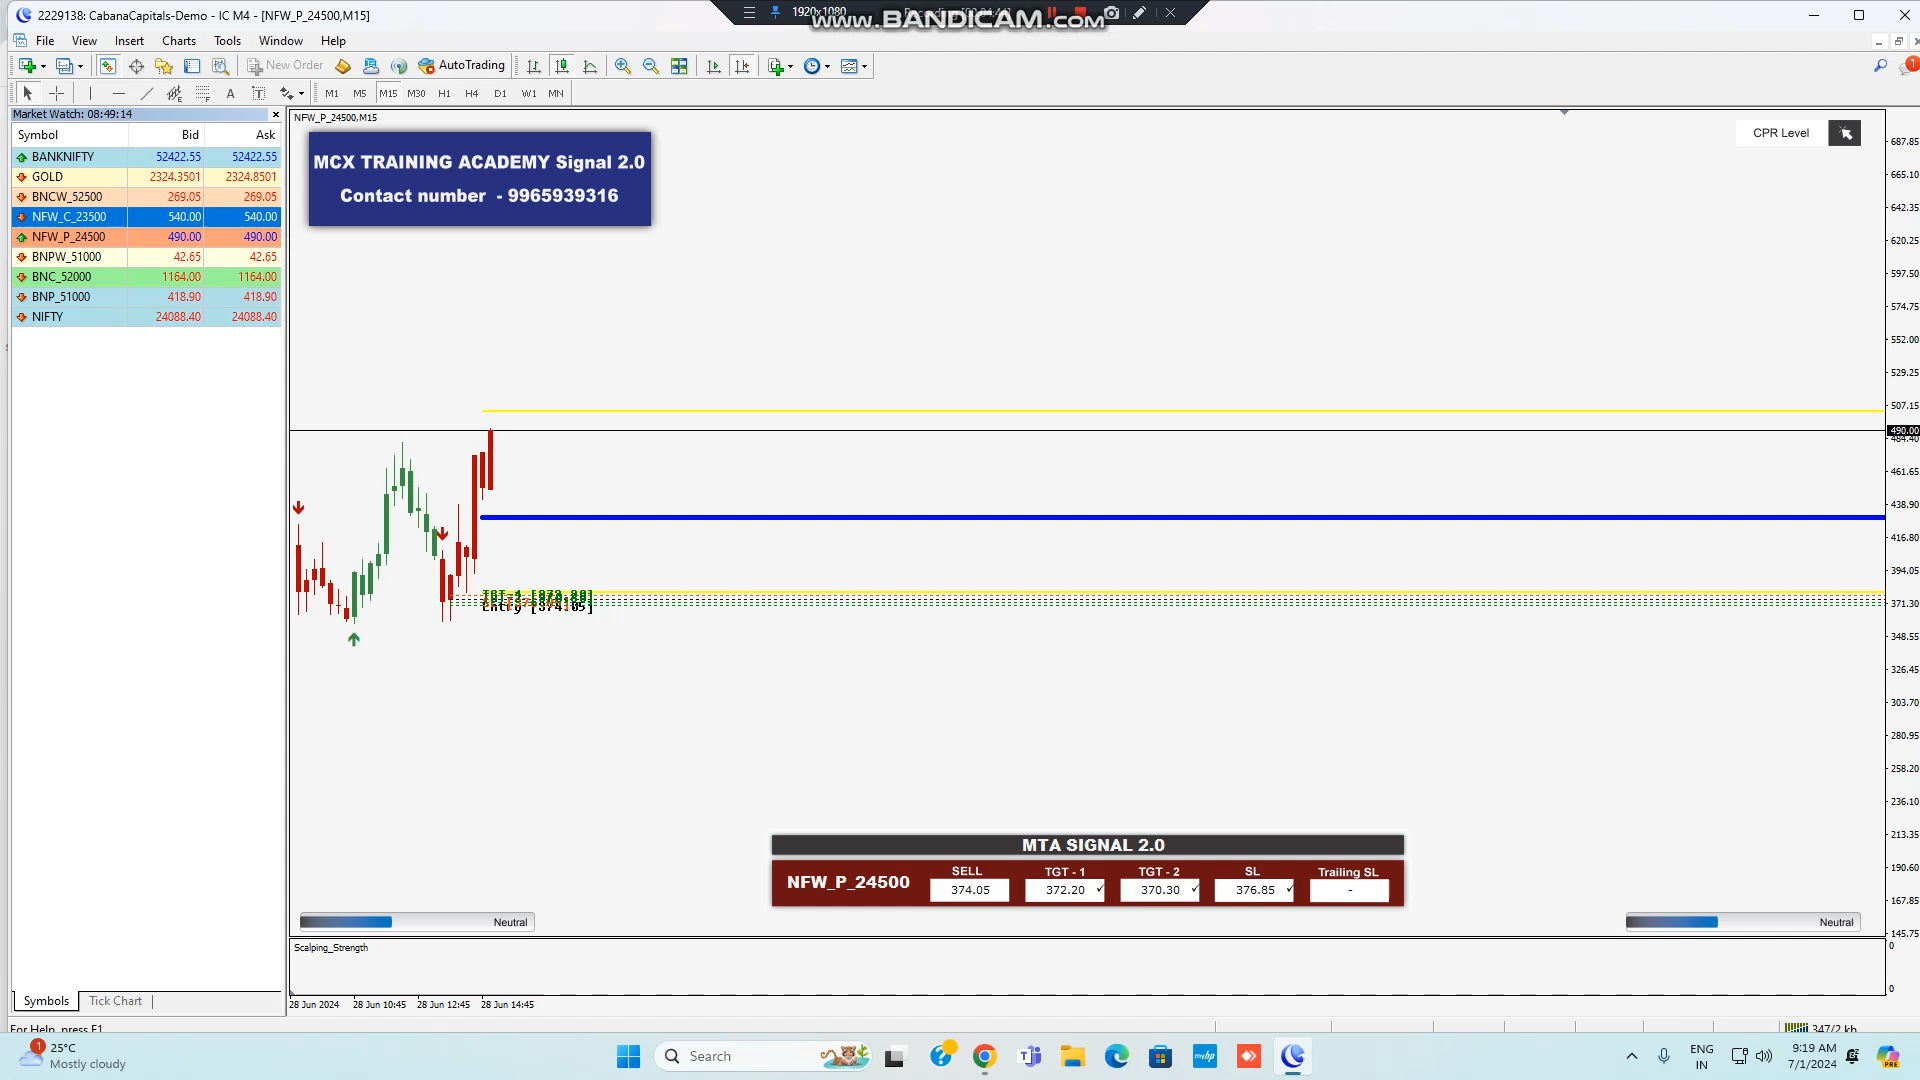 2229138: CabanaCapitals-Demo - IC M4 - [NFW_P_24500,M15]
1920x1080
www.BANDICAM.com
File View Insert Charts Tools Window Help
New Order AutoTrading
M1 M5 M15 M30 H1 H4 D1 W1 MN
Market Watch: 08:49:14
Symbol Bid Ask
BANKNIFTY 52422.55 52422.55
GOLD 2324.3501 2324.8501
BNCW_52500 269.05 269.05
NFW_C_23500 540.00 540.00
NFW_P_24500 490.00 490.00
BNPW_51000 42.65 42.65
BNC_52000 1164.00 1164.00
BNP_51000 418.90 418.90
NIFTY 24088.40 24088.40
Symbols Tick Chart
NFW_P_24500,M15
MCX TRAINING ACADEMY Signal 2.0
Contact number - 9965939316
CPR Level
687.85
665.10
642.35
620.25
597.50
574.75
552.00
529.25
507.15
490.00
484.40
461.65
438.90
416.80
394.05
371.30
348.55
326.45
303.70
280.95
258.20
236.10
213.35
190.60
167.85
145.75
Entry [374.05]
MTA SIGNAL 2.0
NFW_P_24500
SELL TGT - 1 TGT - 2 SL Trailing SL
374.05 372.20 370.30 376.85 -
Neutral
Neutral
Scalping_Strength
0
0
28 Jun 2024 28 Jun 10:45 28 Jun 12:45 28 Jun 14:45
For Help, press F1
347/2 kb
1
25°C
Mostly cloudy
Search
ENG
IN
9:19 AM
7/1/2024